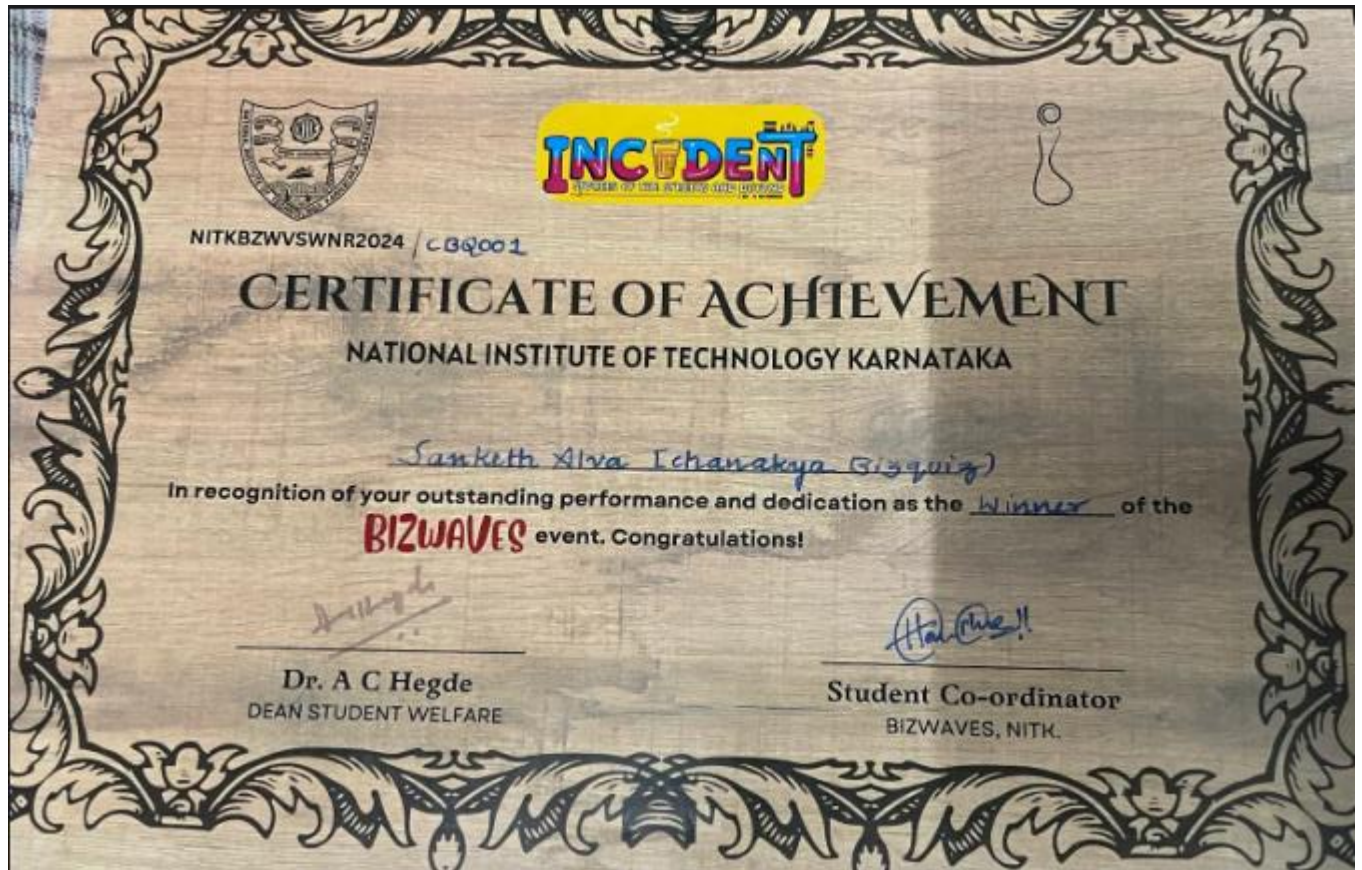 INCIDENT
NITKBZWVSWNR2024 / CBQ001
CERTIFICATE OF ACHIEVEMENT
NATIONAL INSTITUTE OF TECHNOLOGY KARNATAKA
Sanketh Alva [chanakya Bizquiz)
In recognition of your outstanding performance and dedication as the Winner of the
BIZWAVES event. Congratulations!
Dr. A C Hegde
DEAN STUDENT WELFARE
Student Co-ordinator
BIZWAVES, NITK.